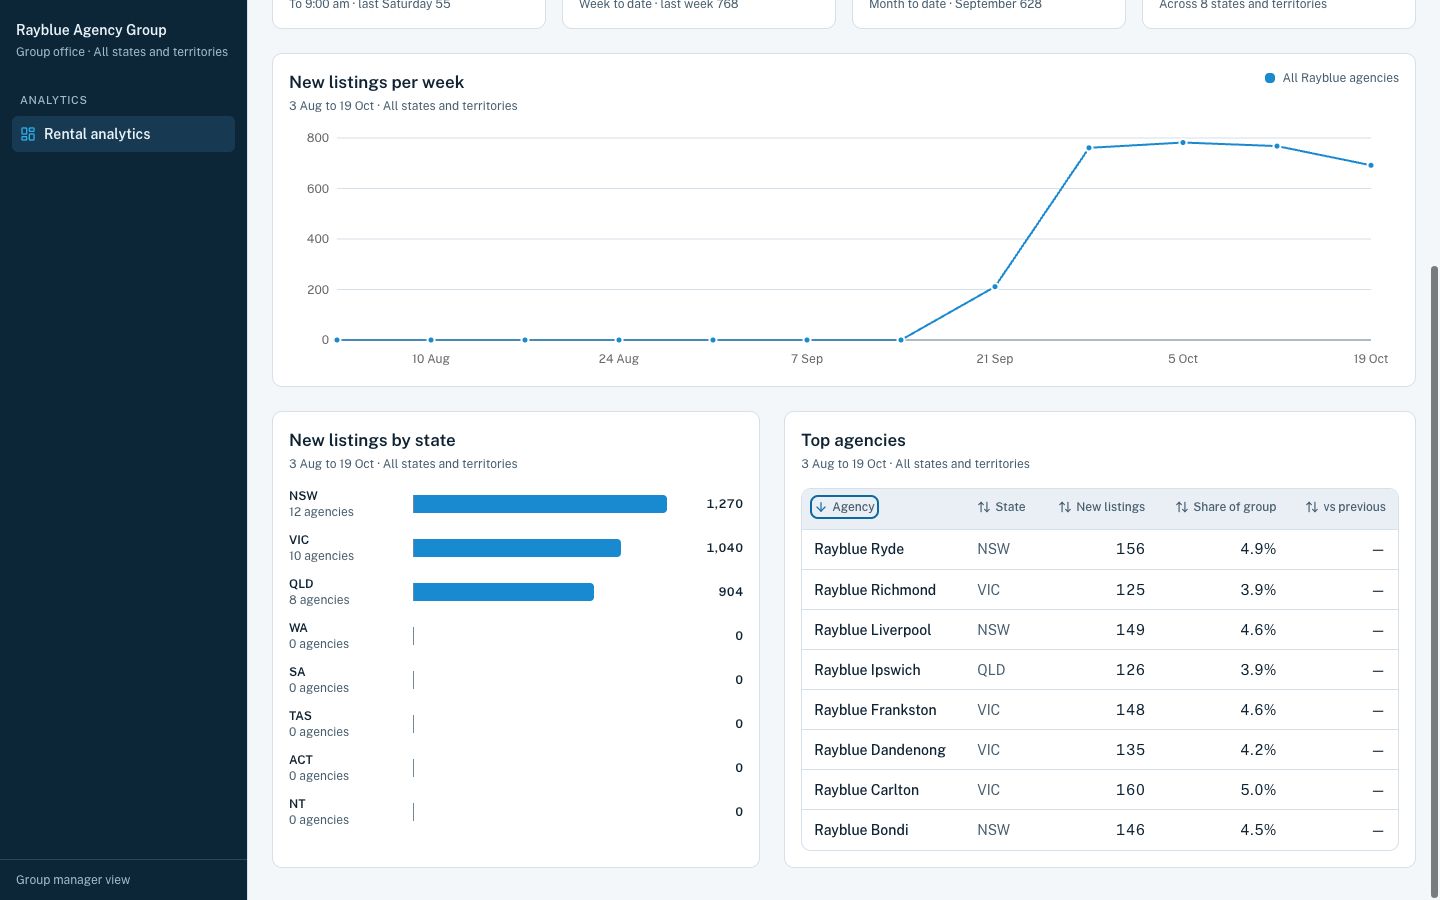 Rayblue Agency Group
Group office · All states and territories
ANALYTICS
Rental analytics
Group manager view
To 9:00 am · last Saturday 55
Week to date · last week 768
Month to date · September 628
Across 8 states and territories
New listings per week
3 Aug to 19 Oct · All states and territories
All Rayblue agencies
800
600
400
200
0
10 Aug
24 Aug
7 Sep
21 Sep
5 Oct
19 Oct
New listings by state
3 Aug to 19 Oct · All states and territories
NSW
12 agencies
1,270
VIC
10 agencies
1,040
QLD
8 agencies
904
WA
0 agencies
0
SA
0 agencies
0
TAS
0 agencies
0
ACT
0 agencies
0
NT
0 agencies
0
Top agencies
3 Aug to 19 Oct · All states and territories
Agency State New listings Share of group vs previous
Rayblue Ryde NSW 156 4.9% —
Rayblue Richmond VIC 125 3.9% —
Rayblue Liverpool NSW 149 4.6% —
Rayblue Ipswich QLD 126 3.9% —
Rayblue Frankston VIC 148 4.6% —
Rayblue Dandenong VIC 135 4.2% —
Rayblue Carlton VIC 160 5.0% —
Rayblue Bondi NSW 146 4.5% —